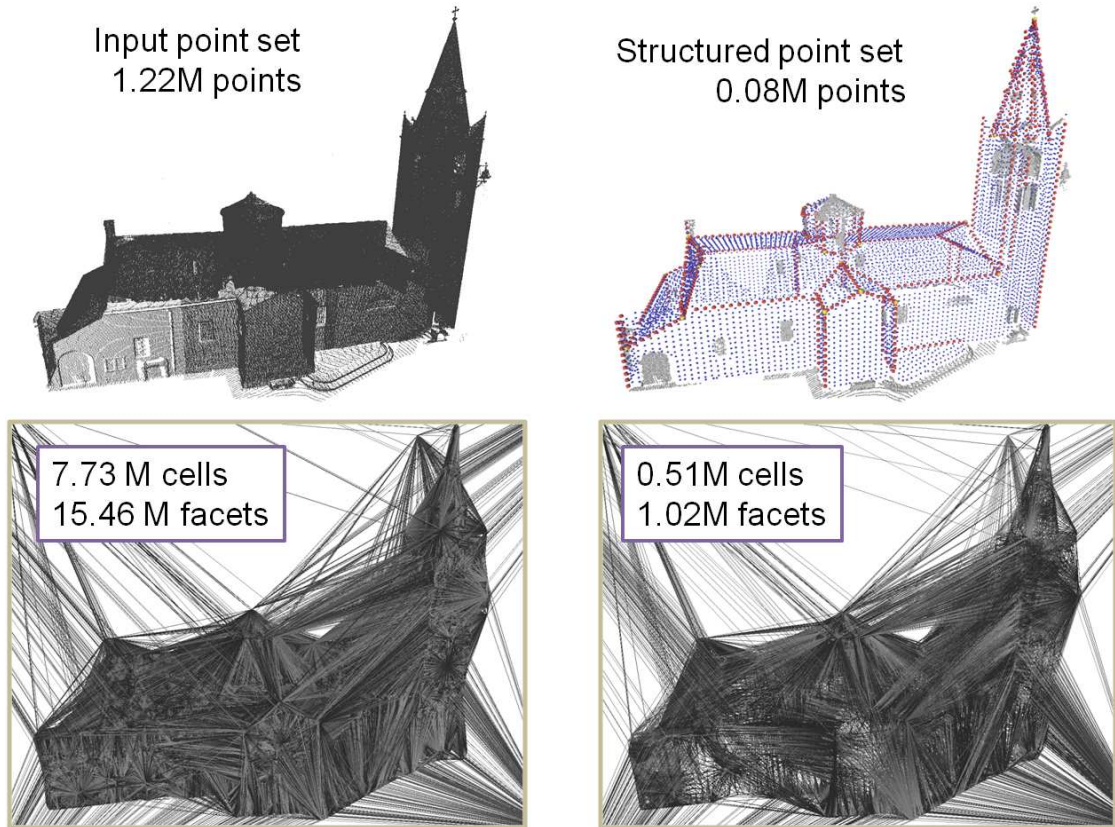 Input point set
1.22M points
Structured point set
0.08M points
7.73 M cells
15.46 M facets
0.51M cells
1.02M facets